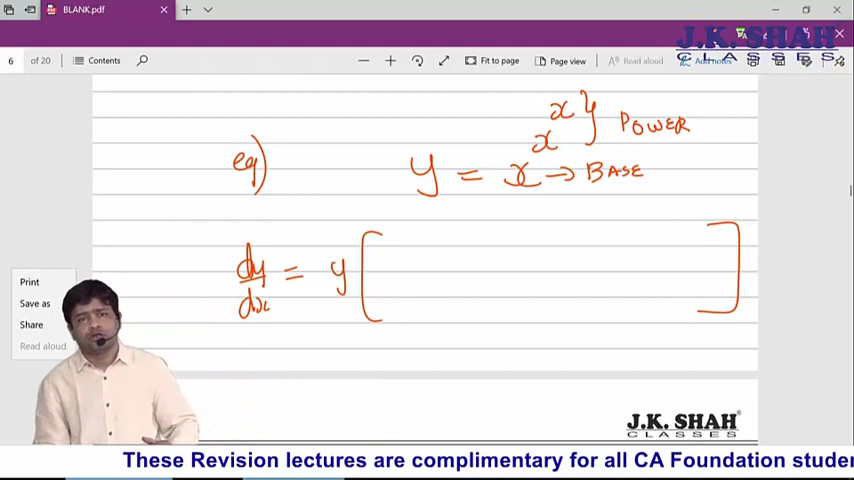 BLANK.pdf
J.K. SHAH
CLASSES
6 of 20 Contents Fit to page Page view Read aloud Add notes
x } POWER
x
eg) y = x → BASE
dy/dx = y [ ]
Print
Save as
Share
Read aloud
J.K. SHAH®
CLASSES
These Revision lectures are complimentary for all CA Foundation stude